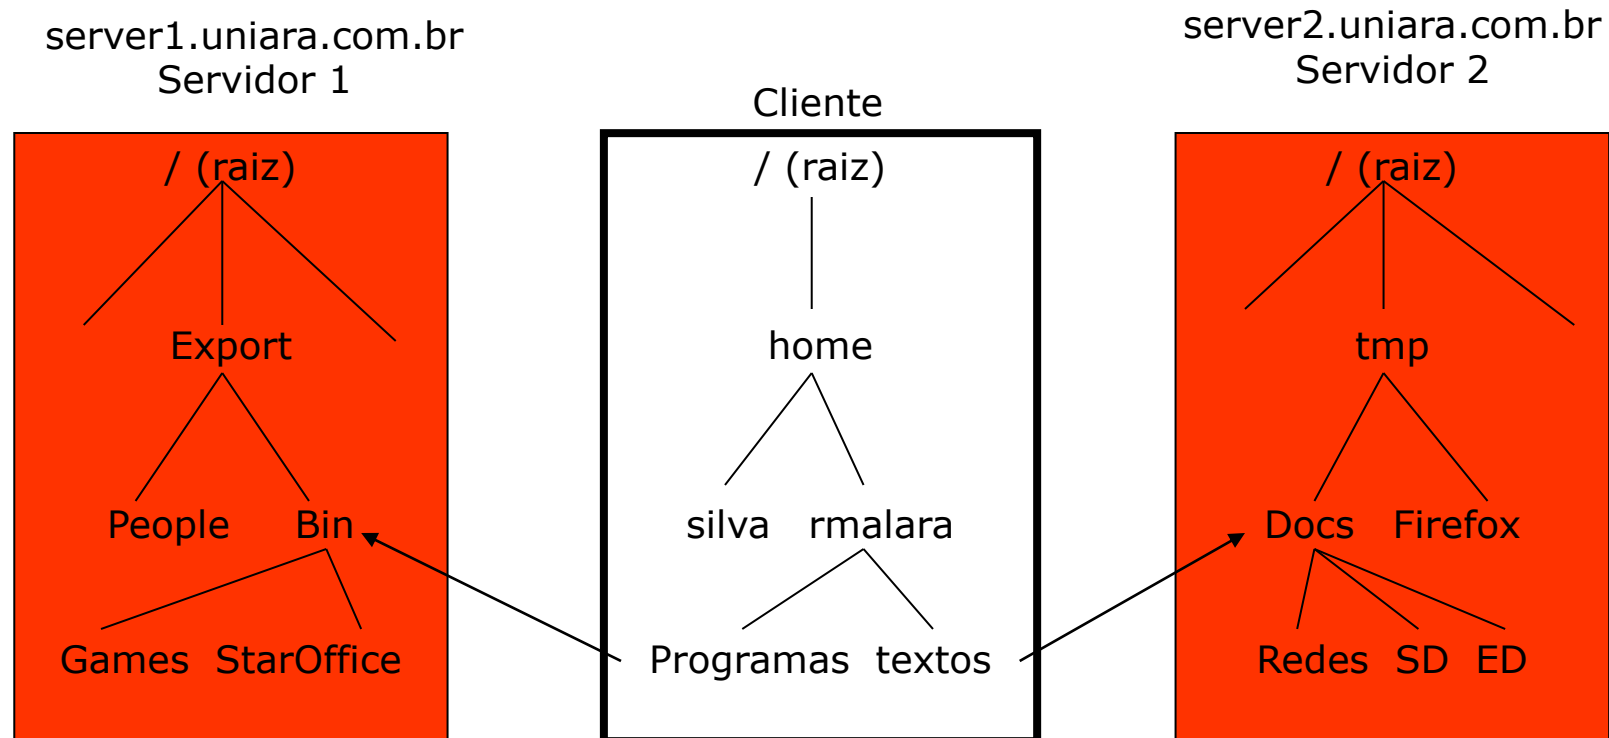 server1.uniara.com.br
Servidor 1
/ (raiz)
Export
People Bin
Games StarOffice
Cliente
/ (raiz)
home
silva rmalara
Programas textos
server2.uniara.com.br
Servidor 2
/ (raiz)
tmp
Docs Firefox
Redes SD ED